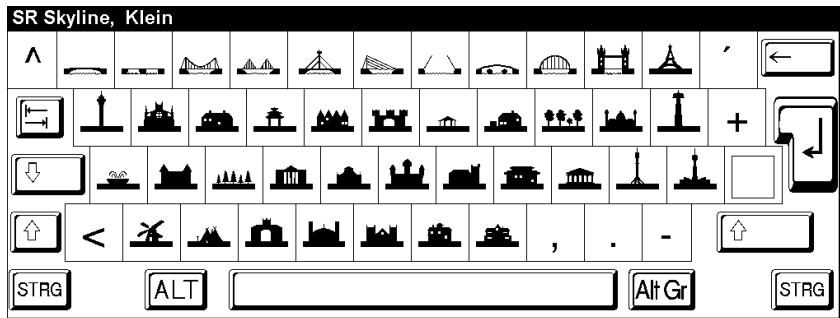 SR Skyline, Klein
^ ´ ←
+
< , . -
STRG ALT Alt Gr STRG